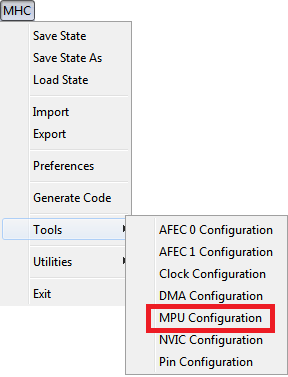 MHC
Save State
Save State As
Load State
Import
Export
Preferences
Generate Code
Tools
Utilities
Exit
AFEC 0 Configuration
AFEC 1 Configuration
Clock Configuration
DMA Configuration
MPU Configuration
NVIC Configuration
Pin Configuration